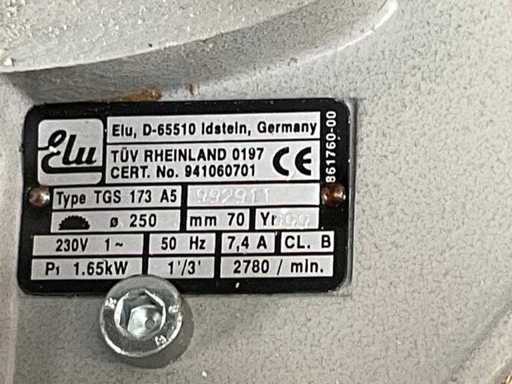 Elu
Elu, D-65510 Idstein, Germany
TÜV RHEINLAND 0197
CERT. No. 941060701
CE
861760-00
Type TGS 173 A5
ø 250 mm 70 Yr
230V 1~ 50 Hz 7,4 A CL. B
P1 1.65kW 1'/3' 2780 / min.